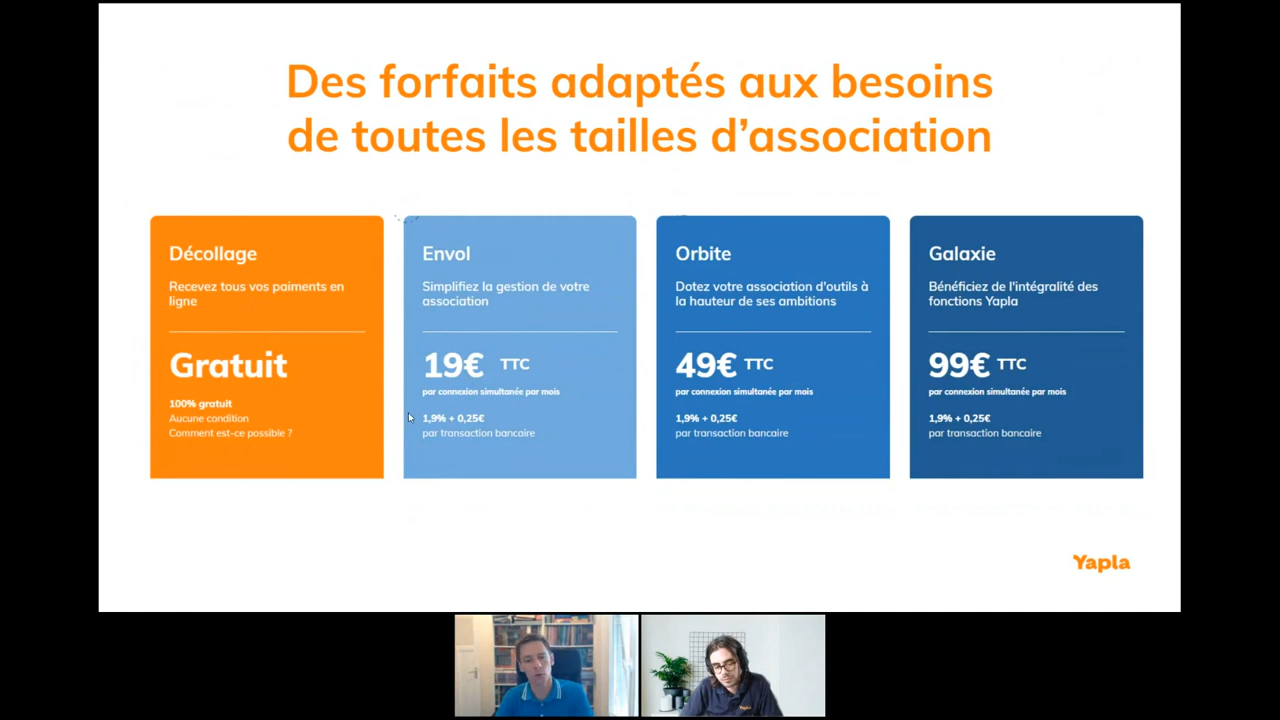 Des forfaits adaptés aux besoins
de toutes les tailles d’association
Décollage
Recevez tous vos paiments en
ligne
Gratuit
100% gratuit
Aucune condition
Comment est-ce possible ?
Envol
Simplifiez la gestion de votre
association
19€ TTC
par connexion simultanée par mois
1,9% + 0,25€
par transaction bancaire
Orbite
Dotez votre association d'outils à
la hauteur de ses ambitions
49€ TTC
par connexion simultanée par mois
1,9% + 0,25€
par transaction bancaire
Galaxie
Bénéficiez de l'intégralité des
fonctions Yapla
99€ TTC
par connexion simultanée par mois
1,9% + 0,25€
par transaction bancaire
Yapla
Yapla